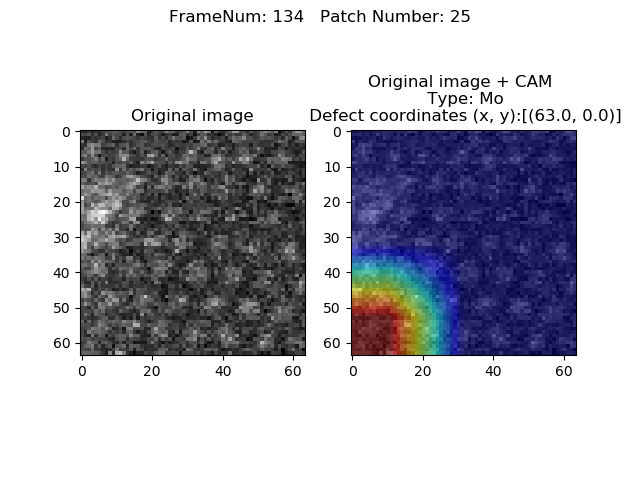 FrameNum: 134   Patch Number: 25
Original image
Original image + CAM
Type: Mo
Defect coordinates (x, y):[(63.0, 0.0)]
0
10
20
30
40
50
60
0 20 40 60
0
10
20
30
40
50
60
0 20 40 60